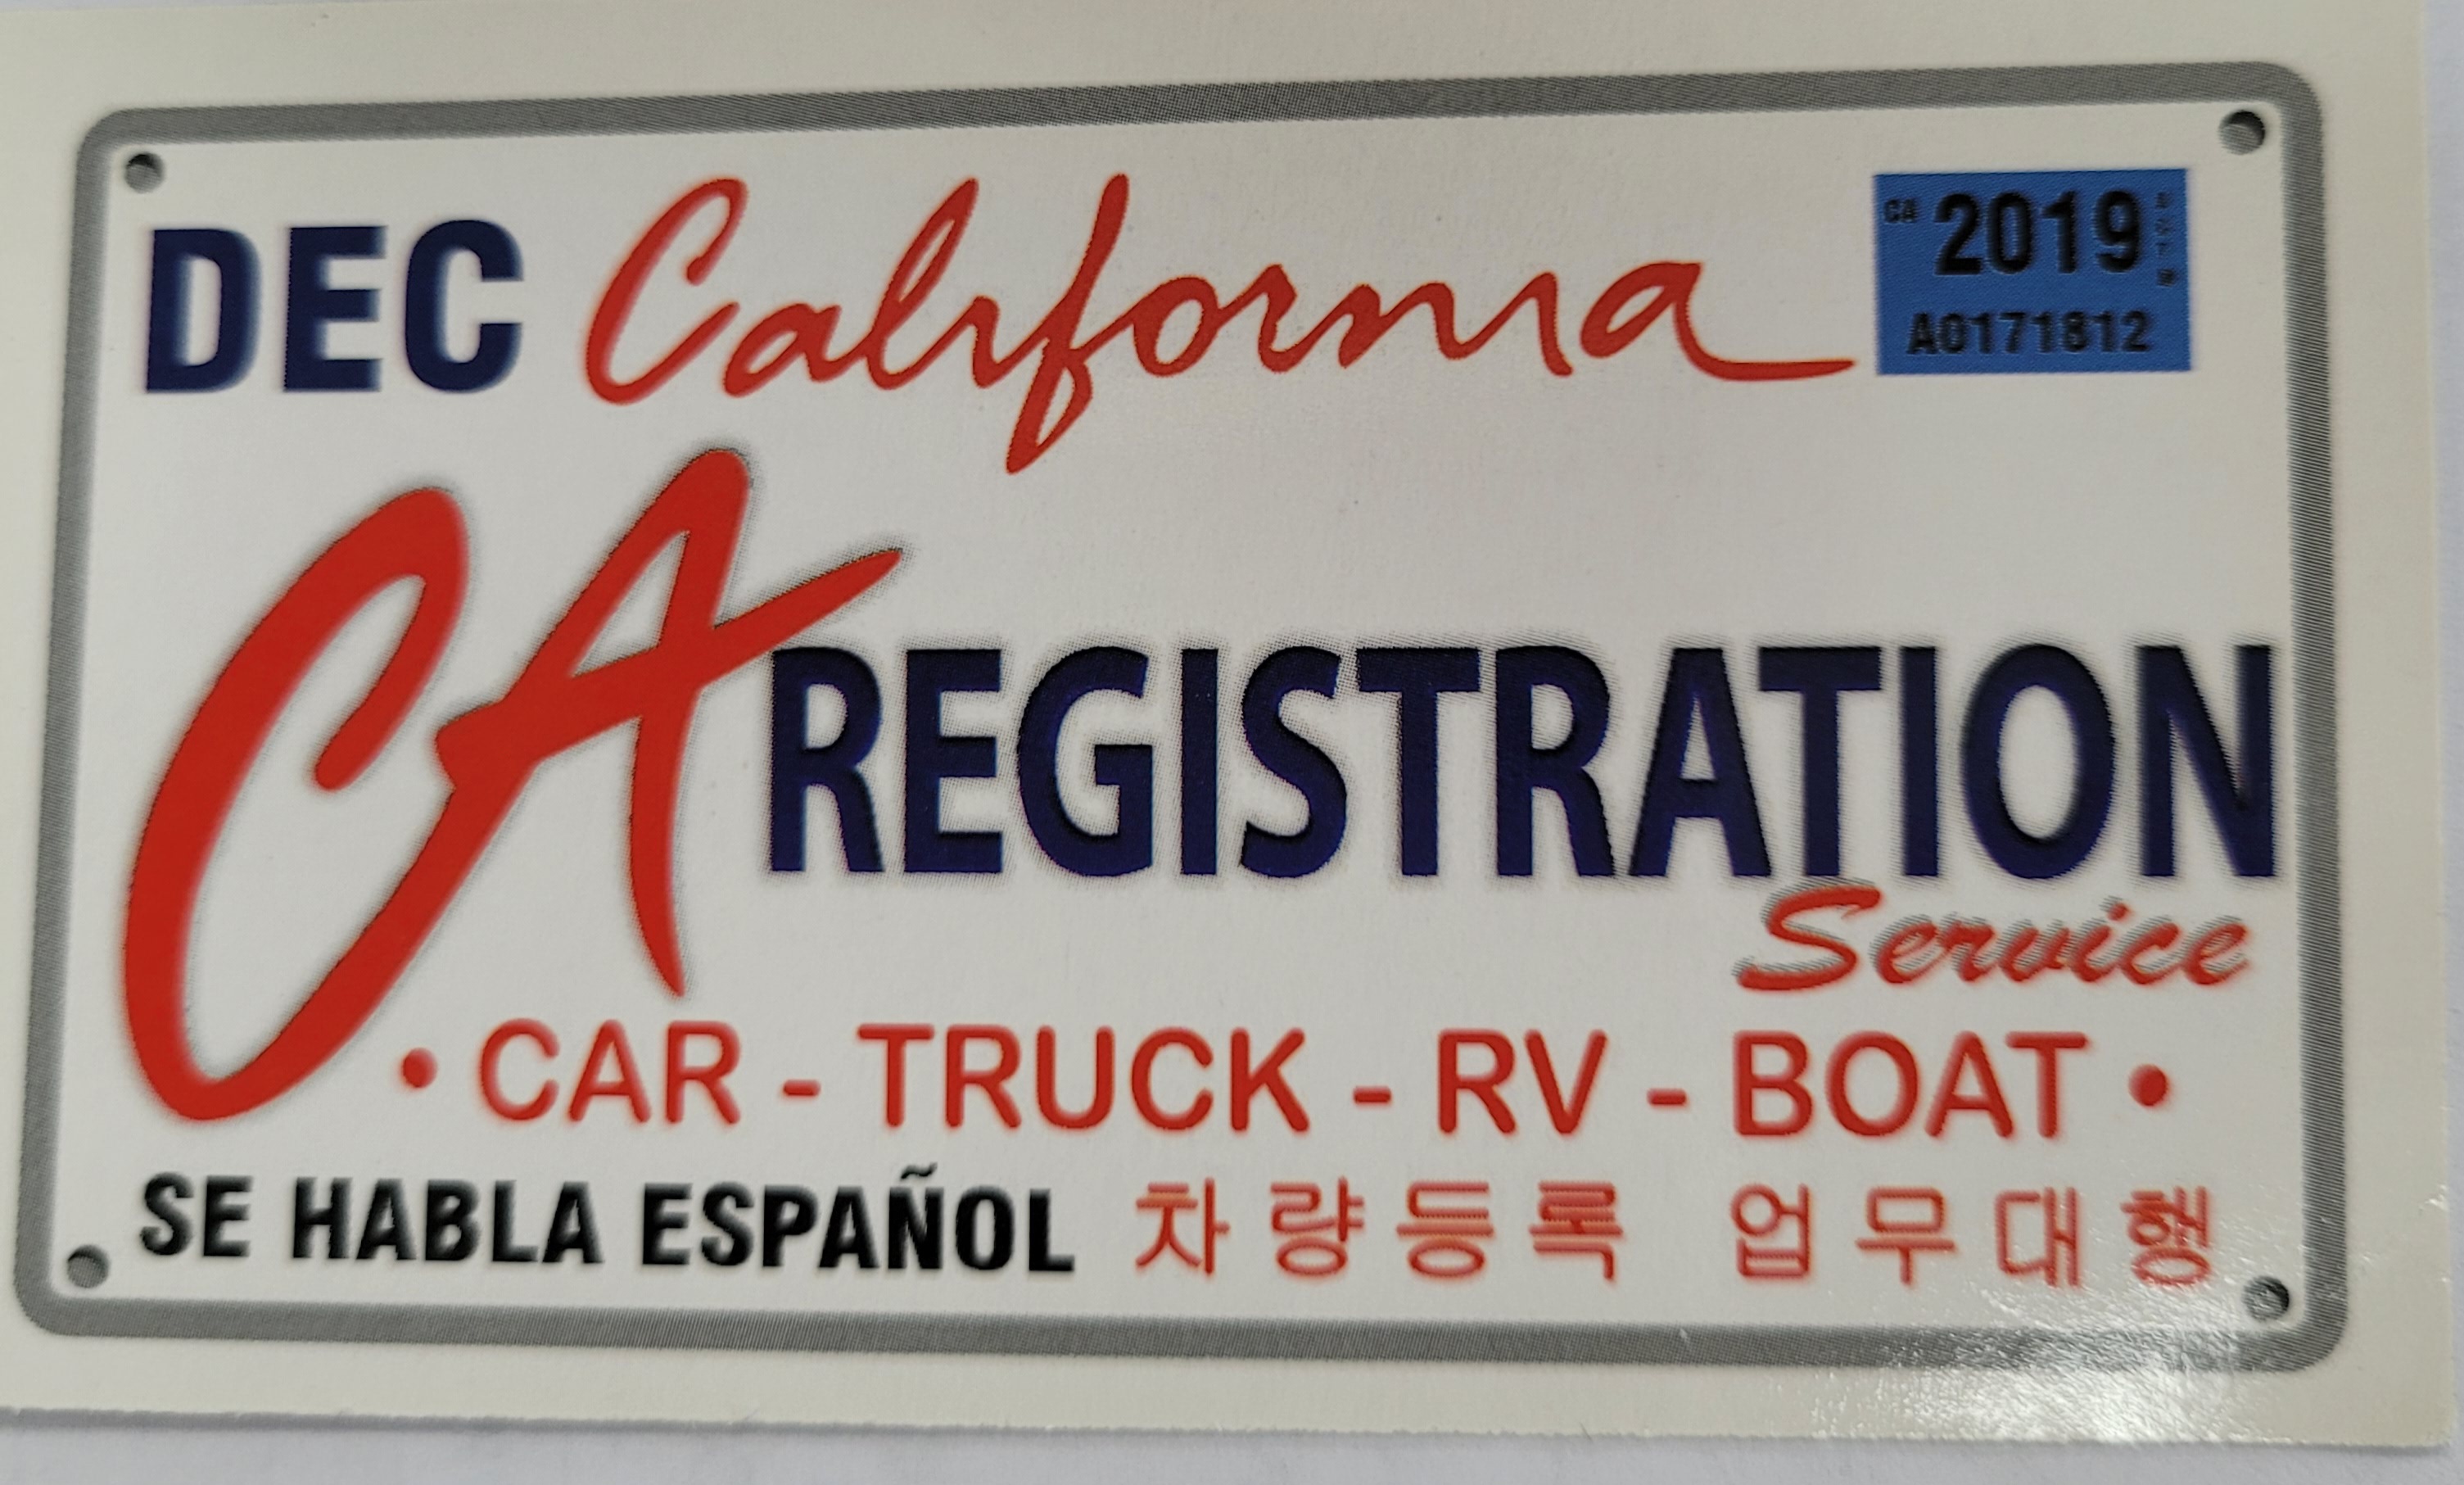 DEC California CA 2019
A0171812
CA REGISTRATION
Service
• CAR - TRUCK - RV - BOAT •
SE HABLA ESPAÑOL 차량등록 업무대행